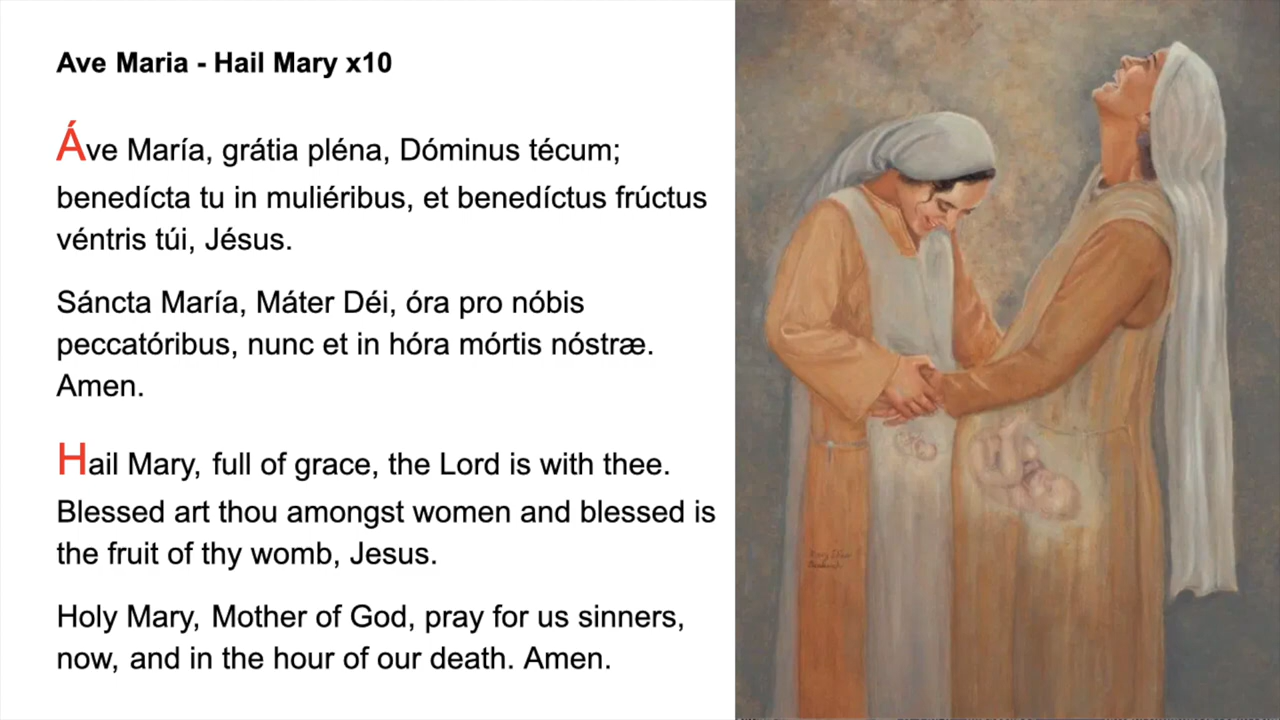 Ave Maria - Hail Mary x10
Áve María, grátia pléna, Dóminus técum;
benedícta tu in muliéribus, et benedíctus frúctus
véntris túi, Jésus.
Sáncta María, Máter Déi, óra pro nóbis
peccatóribus, nunc et in hóra mórtis nóstræ.
Amen.
Hail Mary, full of grace, the Lord is with thee.
Blessed art thou amongst women and blessed is
the fruit of thy womb, Jesus.
Holy Mary, Mother of God, pray for us sinners,
now, and in the hour of our death. Amen.